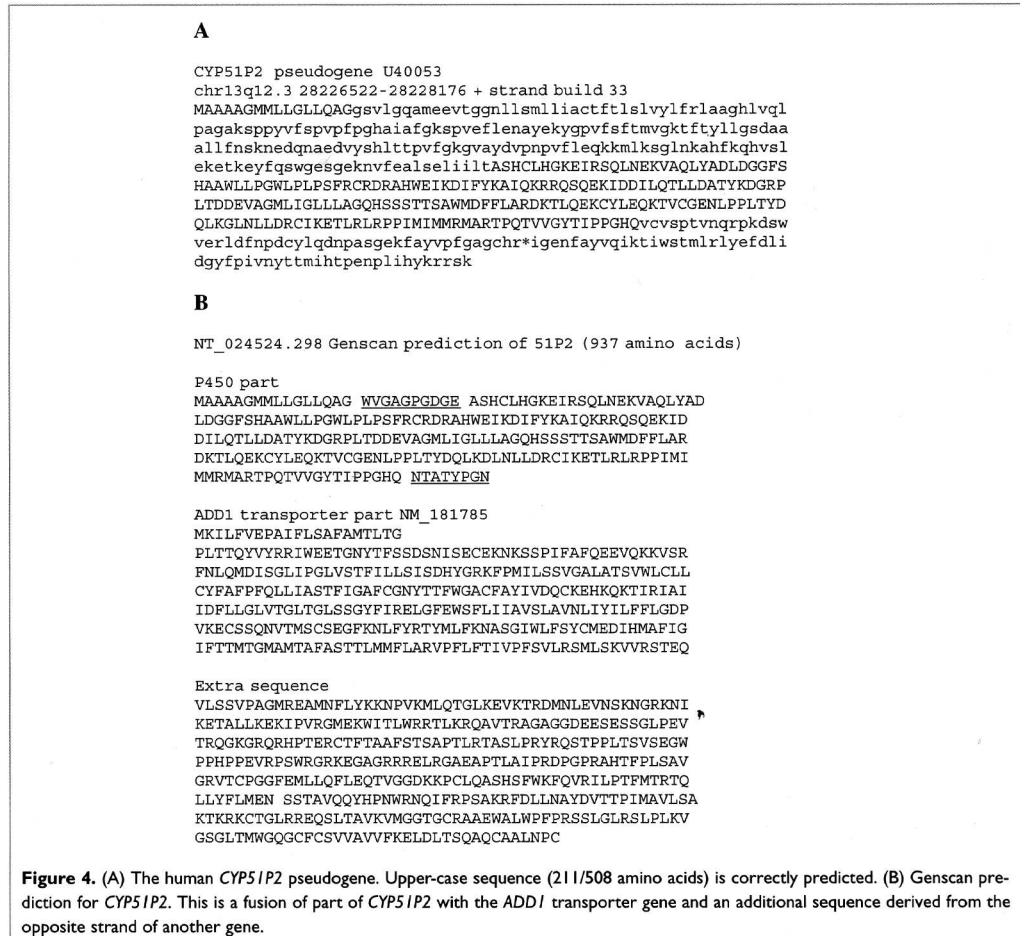 A
CYP51P2 pseudogene U40053
chr13q12.3 28226522-28228176 + strand build 33
MAAAAGMMLLGLLQAGgsvlgqameevtggnllsmlliactftlslvylfrlaaghlvql
pagaksppyvfspvpfpghaiafgkspveflenayekygpvfsftmvgktftyllgsdaa
allfnsknedqnaedvyshlttpvfgkgvaydvpnpvfleqkkmlksglnkahfkqhvsl
eketkeyfqswgesgeknvfealseliiltASHCLHGKEIRSQLNEKVAQLYADLDGGFS
HAAWLLPGWLPLPSFRCRDRAHWEIKDIFYKAIQKRRQSQEKIDDILQTLLDATYKDGRP
LTDDEVAGMLIGLLLAGQHSSSTTSAWMDFFLARDKTLQEKCYLEQKTVCGENLPPLTYD
QLKGLNLLDRCIKETLRLRPPIMIMMRMARTPQTVVGYTIPPGHQvcvsptvnqrpkdsw
verldfnpdcylqdnpasgekfayvpfgagchr*igenfayvqiktiwstmlrlyefdli
dgyfpivnyttmihtpenplihykrrsk
B
NT_024524.298 Genscan prediction of 51P2 (937 amino acids)
P450 part
MAAAAGMMLLGLLQAG WVGAGPGDGE ASHCLHGKEIRSQLNEKVAQLYAD
LDGGFSHAAWLLPGWLPLPSFRCRDRAHWEIKDIFYKAIQKRRQSQEKID
DILQTLLDATYKDGRPLTDDEVAGMLIGLLLAGQHSSSTTSAWMDFFLAR
DKTLQEKCYLEQKTVCGENLPPLTYDQLKDLNLLDRCIKETLRLRPPIMI
MMRMARTPQTVVGYTIPPGHQ NTATYPGN
ADD1 transporter part NM_181785
MKILFVEPAIFLSAFAMTLTG
PLTTQYVYRRIWEETGNYTFSSDSNISECEKNKSSPIFAFQEEVQKKVSR
FNLQMDISGLIPGLVSTFILLSISDHYGRKFPMILSSVGALATSVWLCLL
CYFAFPFQLLIASTFIGAFCGNYTTFWGACFAYIVDQCKEHKQKTIRIAI
IDFLLGLVTGLTGLSSGYFIRELGFEWSFLIIAVSLAVNLIYILFFLGDP
VKECSSQNVTMSCSEGFKNLFYRTYMLFKNASGIWLFSYCMEDIHMAFIG
IFTTMTGMAMTAFASTTLMMFLARVPFLFTIVPFSVLRSMLSKVVRSTEQ
Extra sequence
VLSSVPAGMREAMNFLYKKNPVKMLQTGLKEVKTRDMNLEVNSKNGRKNI
KETALLKEKIPVRGMEKWITLWRRTLKRQAVTRAGAGGDEESESSGLPEV
TRQGKGRQRHPTERCTFTAAFSTSAPTLRTASLPRYRQSTPPLTSVSEGW
PPHPPEVRPSWRGRKEGAGRRRELRGAEAPTLAIPRDPGPRAHTFPLSAV
GRVTCPGGFEMLLQFLEQTVGGDKKPCLQASHSFWKFQVRILPTFMTRTQ
LLYFLMEN SSTAVQQYHPNWRNQIFRPSAKRFDLLNAYDVTTPIMAVLSA
KTKRKCTGLRREQSLTAVKVMGGTGCRAAEWALWPFPRSSLGLRSLPLKV
GSGLTMWGQGCFCSVVAVVFKELDLTSQAQCAALNPC
Figure 4. (A) The human CYP51P2 pseudogene. Upper-case sequence (211/508 amino acids) is correctly predicted. (B) Genscan pre-
diction for CYP51P2. This is a fusion of part of CYP51P2 with the ADD1 transporter gene and an additional sequence derived from the
opposite strand of another gene.